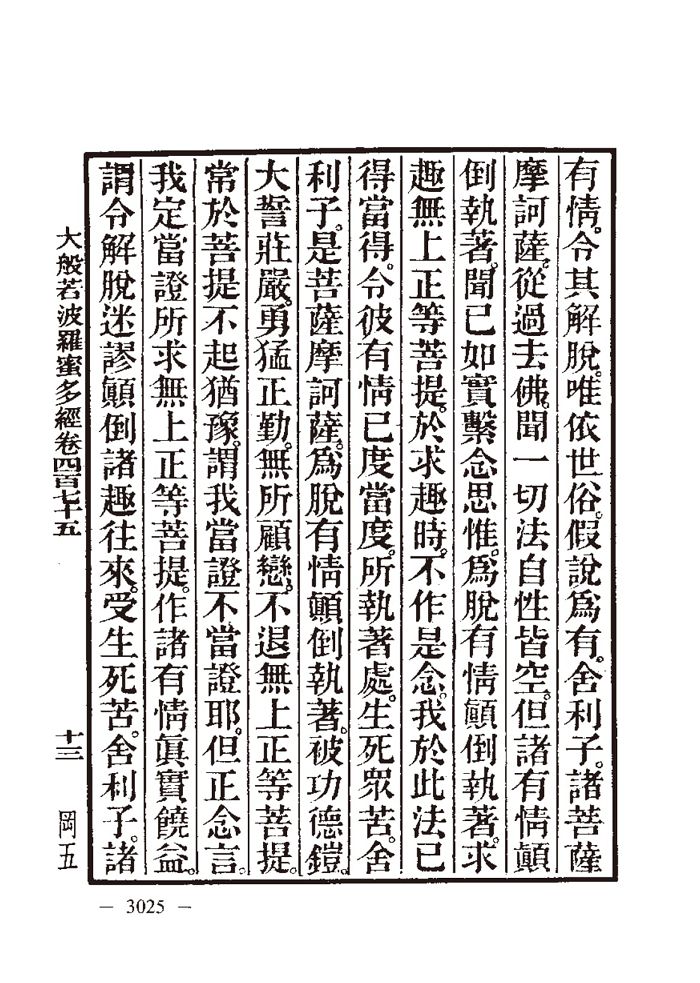 有情。令其解脫。唯依世俗。假說爲有。舍利子。諸菩薩
摩訶薩。從過去佛。聞一切法自性皆空。但諸有情顚
倒執著。聞已如實繫念思惟。爲脫有情顚倒執著。求
趣無上正等菩提。於求趣時。不作是念。我於此法已
得當得。令彼有情已度當度。所執著處。生死眾苦。舍
利子。是菩薩摩訶薩。爲脫有情顚倒執著。被功德鎧。
大誓莊嚴。勇猛正勤。無所顧戀。不退無上正等菩提。
常於菩提不起猶豫。謂我當證不當證耶。但正念言。
我定當證所求無上正等菩提。作諸有情眞實饒益。
謂令解脫迷謬顚倒諸趣往來。受生死苦。舍利子。諸
大般若波羅蜜多經卷四百七十五
十三
岡五
— 3025 —